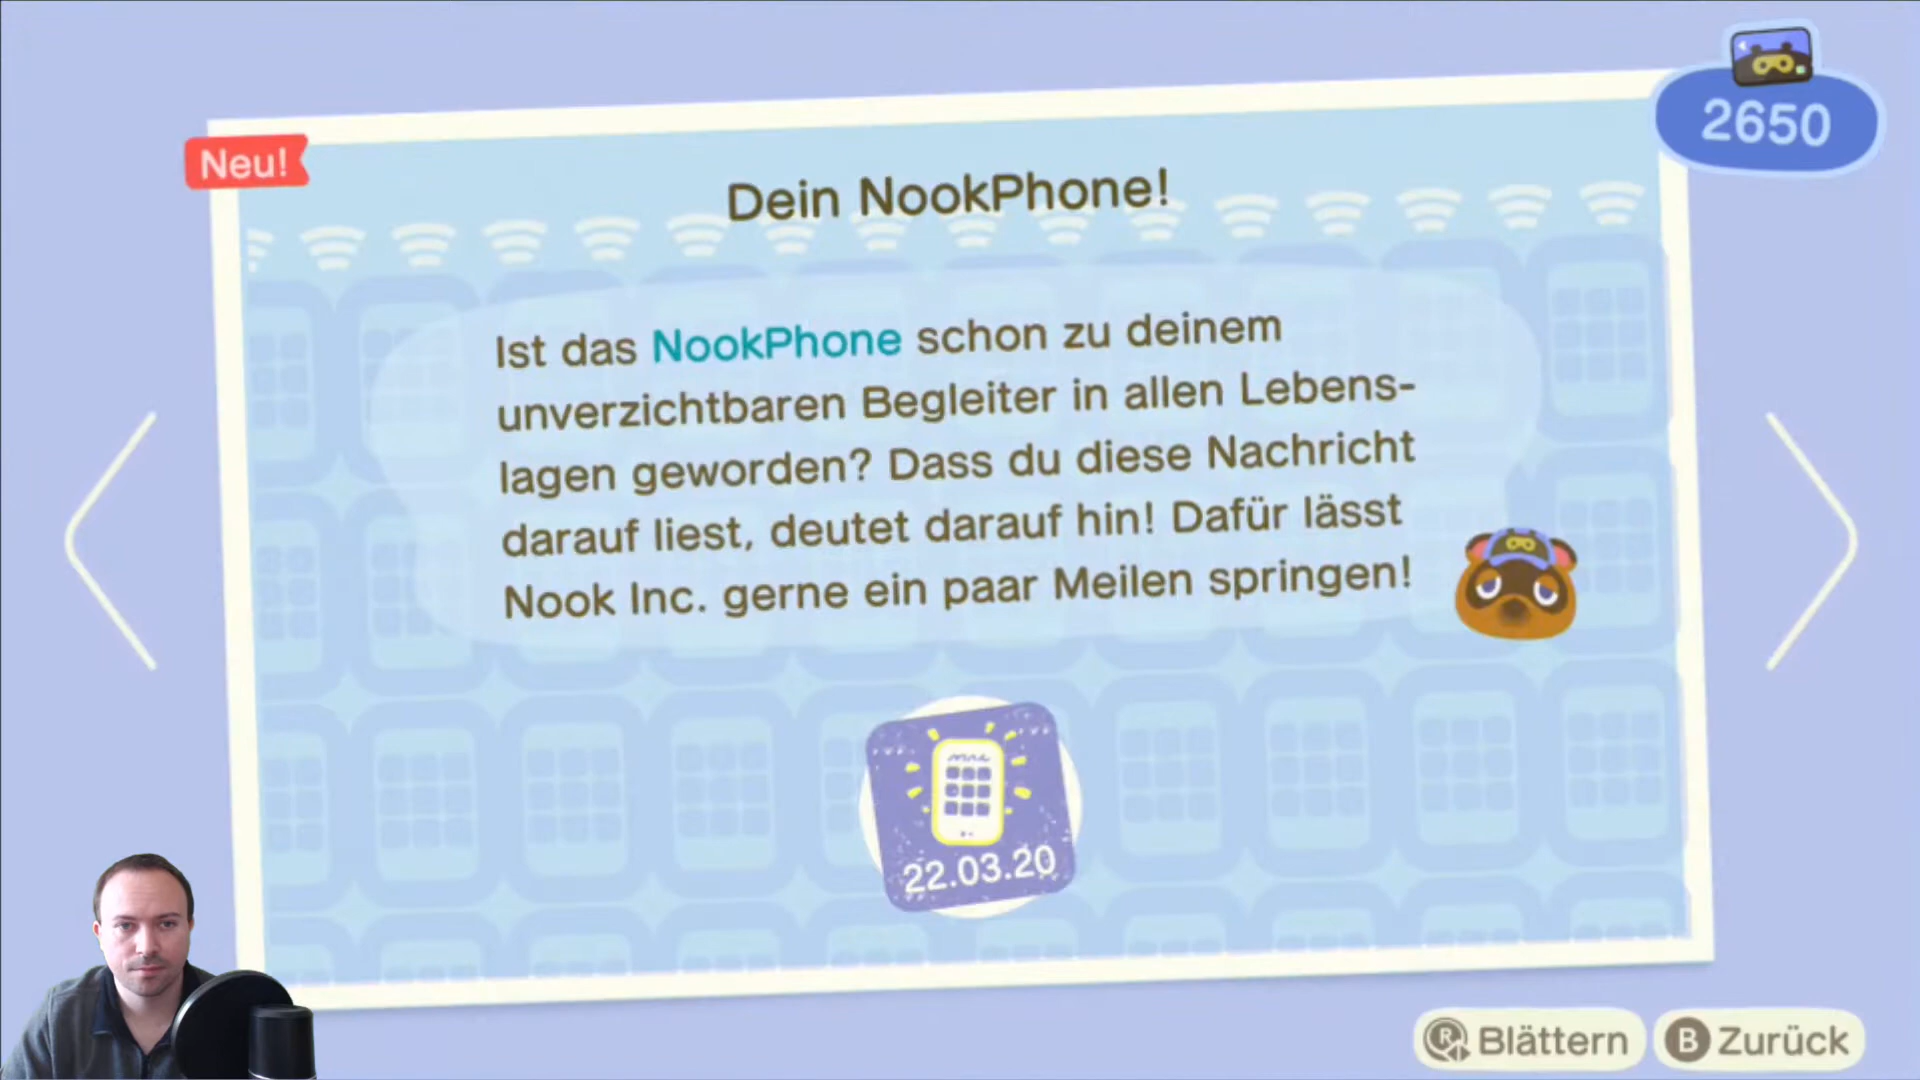 2650
Neu!
Dein NookPhone!
Ist das NookPhone schon zu deinem
unverzichtbaren Begleiter in allen Lebens-
lagen geworden? Dass du diese Nachricht
darauf liest, deutet darauf hin! Dafür lässt
Nook Inc. gerne ein paar Meilen springen!
22.03.20
R Blättern
B Zurück